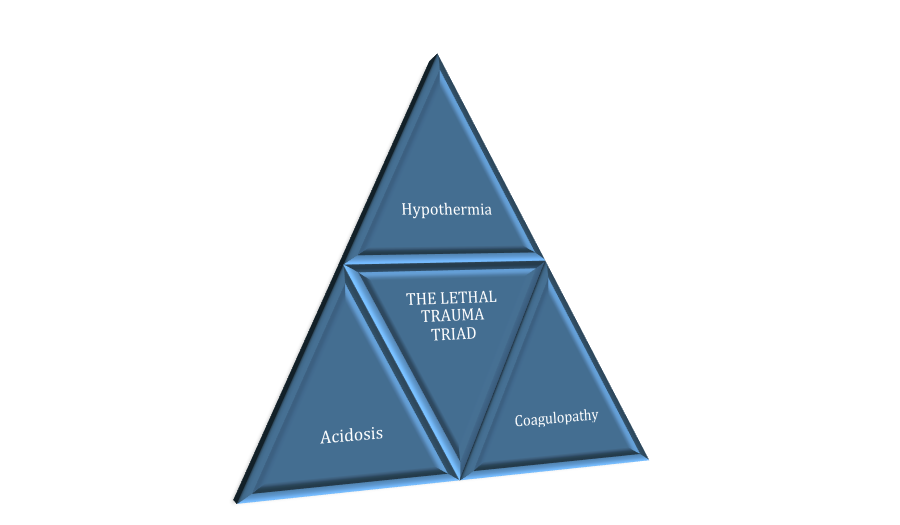 Hypothermia
THE LETHAL
TRAUMA
TRIAD
Acidosis
Coagulopathy